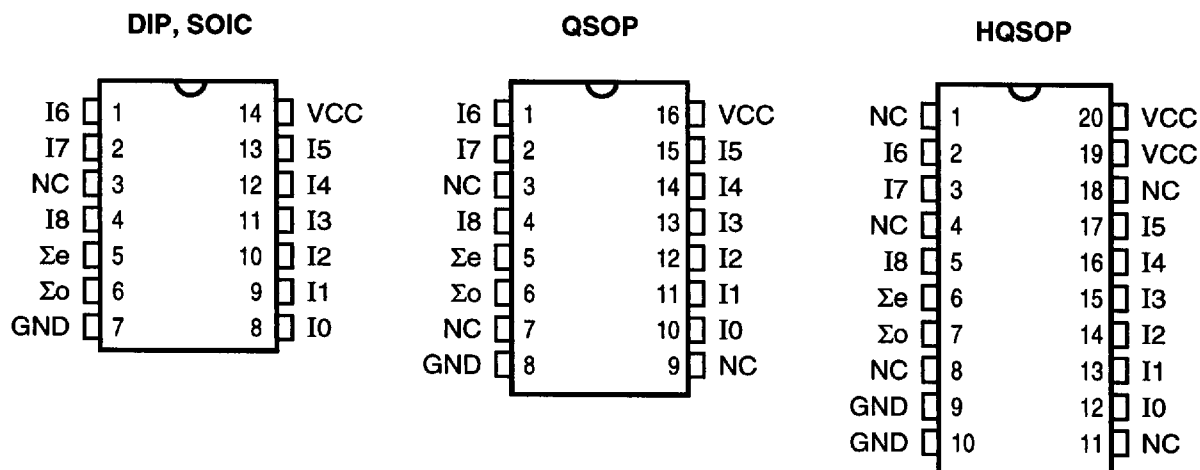 DIP, SOIC
I6 1 14 VCC
I7 2 13 I5
NC 3 12 I4
I8 4 11 I3
Σe 5 10 I2
Σo 6 9 I1
GND 7 8 I0
QSOP
I6 1 16 VCC
I7 2 15 I5
NC 3 14 I4
I8 4 13 I3
Σe 5 12 I2
Σo 6 11 I1
NC 7 10 I0
GND 8 9 NC
HQSOP
NC 1 20 VCC
I6 2 19 VCC
I7 3 18 NC
NC 4 17 I5
I8 5 16 I4
Σe 6 15 I3
Σo 7 14 I2
NC 8 13 I1
GND 9 12 I0
GND 10 11 NC